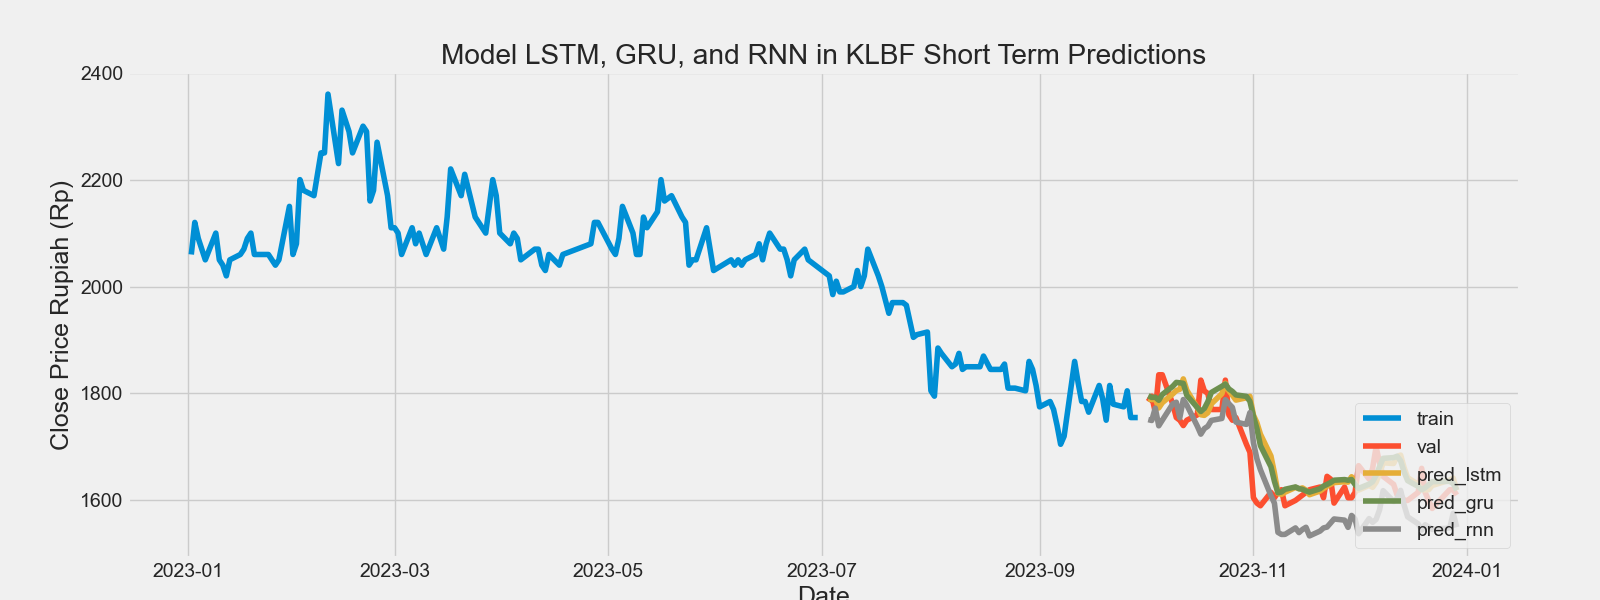 Model LSTM, GRU, and RNN in KLBF Short Term Predictions
Close Price Rupiah (Rp)
2400
2200
2000
1800
1600
train
val
pred_lstm
pred_gru
pred_rnn
2023-01 2023-03 2023-05 2023-07 2023-09 2023-11 2024-01
Date